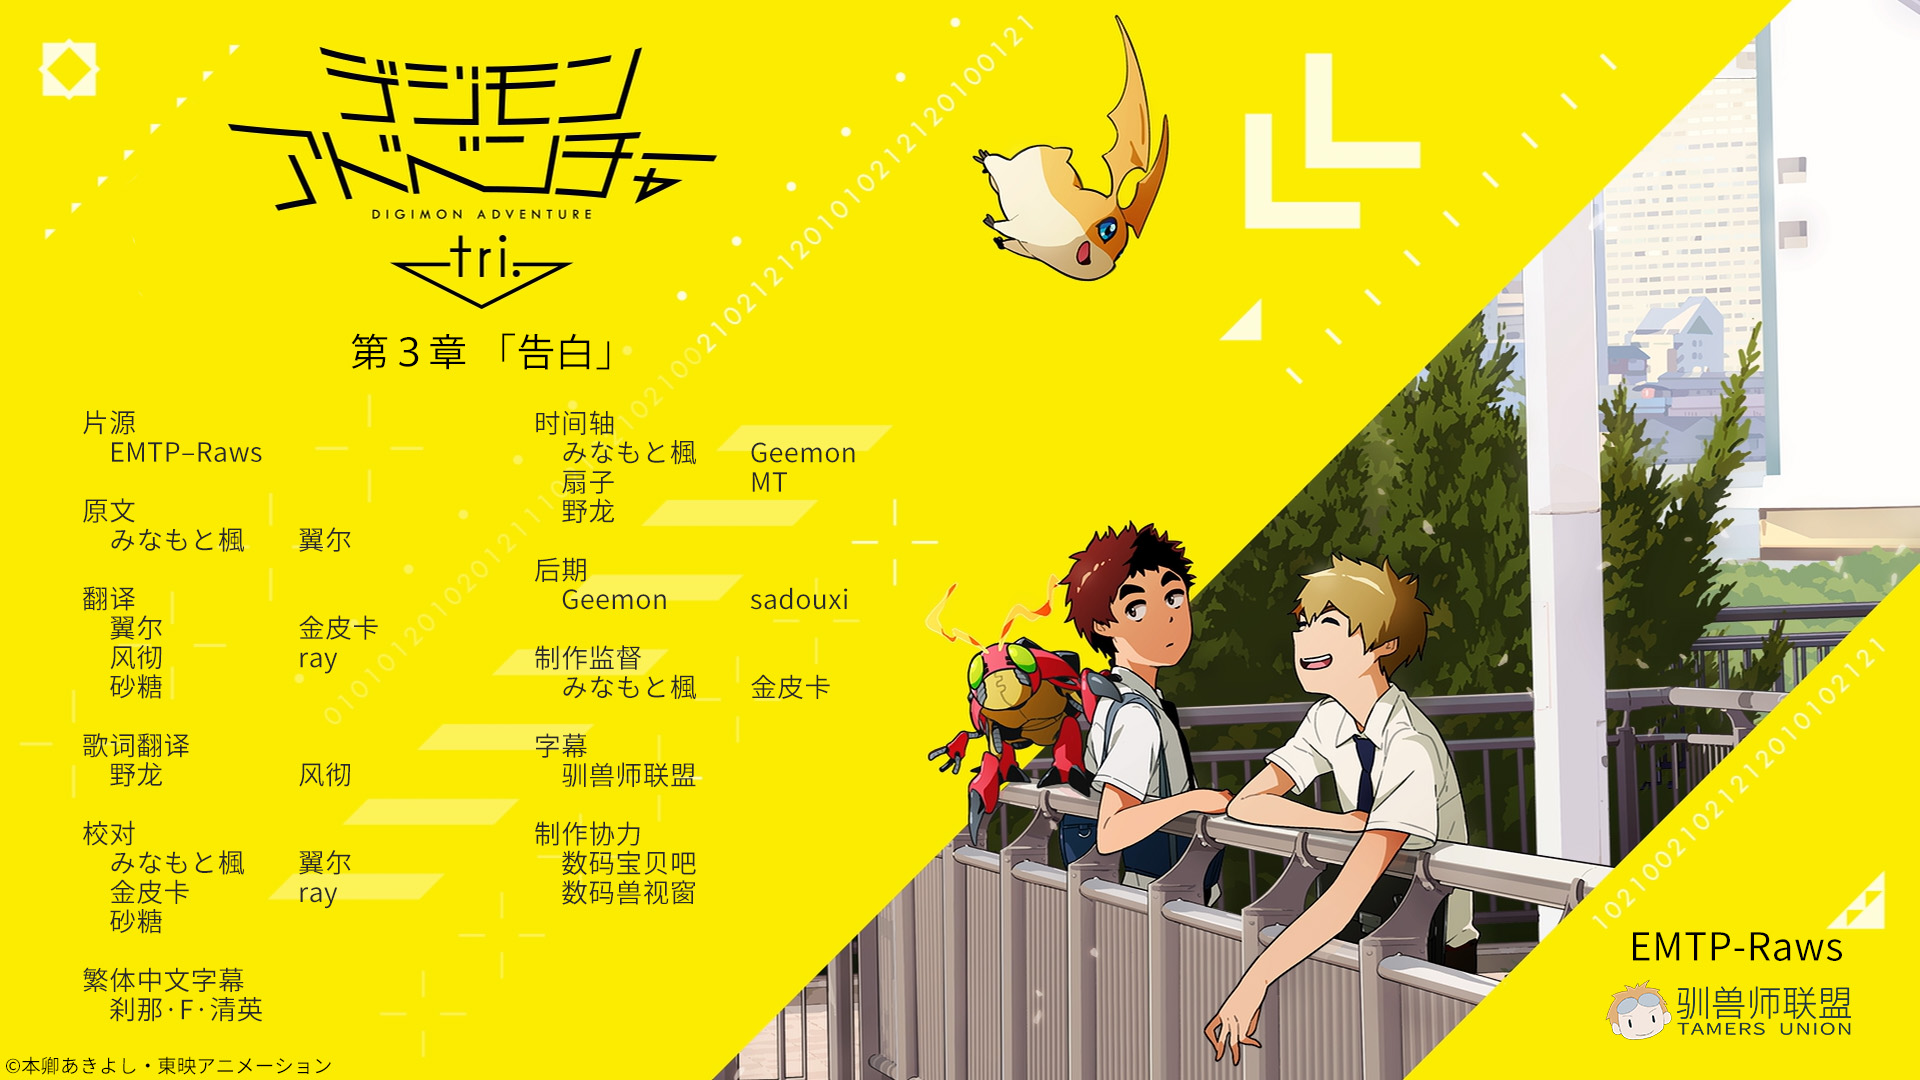 デジモン
アドベンチャー
DIGIMON ADVENTURE
tri.
第3章 「告白」
片源
EMTP-Raws
原文
みなもと楓 翼尔
翻译
翼尔 金皮卡
风彻 ray
砂糖
歌词翻译
野龙 风彻
校对
みなもと楓 翼尔
金皮卡 ray
砂糖
繁体中文字幕
刹那·F·清英
时间轴
みなもと楓 Geemon
扇子 MT
野龙
后期
Geemon sadouxi
制作监督
みなもと楓 金皮卡
字幕
驯兽师联盟
制作协力
数码宝贝吧
数码兽视窗
EMTP-Raws
驯兽师联盟
TAMERS UNION
©本郷あきよし・東映アニメーション
10210021021212010102121